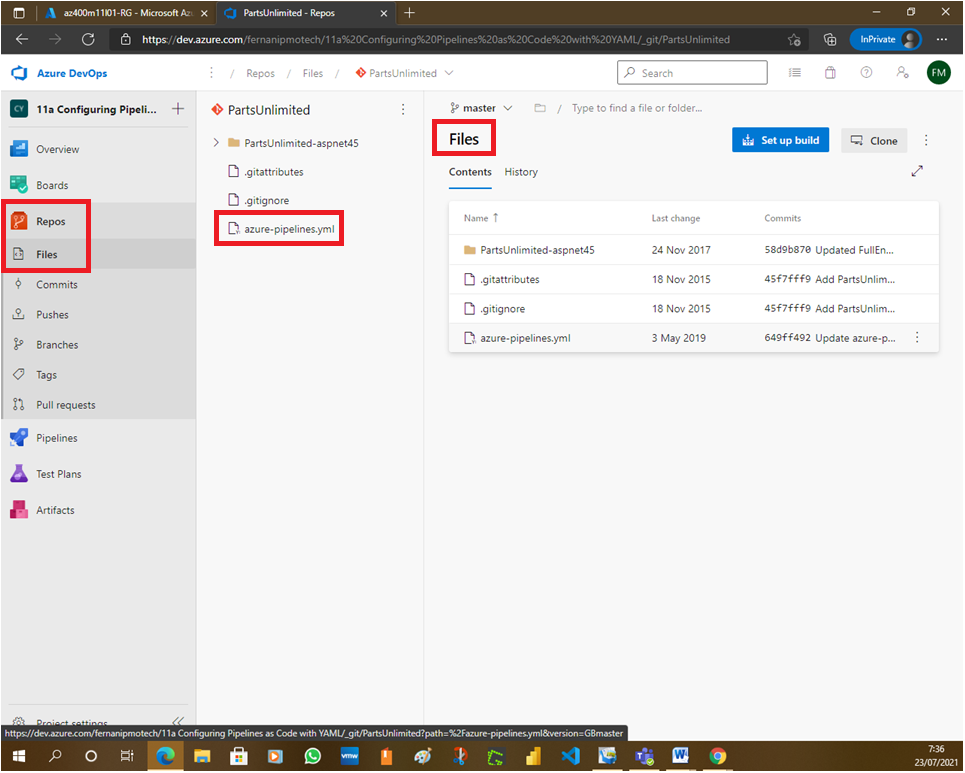 az400m11l01-RG - Microsoft Az
PartsUnlimited - Repos
https://dev.azure.com/fernanipmotech/11a%20Configuring%20Pipelines%20as%20Code%20with%20YAML/_git/PartsUnlimited
InPrivate
Azure DevOps
/ Repos / Files / PartsUnlimited
Search
FM
CY 11a Configuring Pipeli...
Overview
Boards
Repos
Files
Commits
Pushes
Branches
Tags
Pull requests
Pipelines
Test Plans
Artifacts
Project settings
PartsUnlimited
PartsUnlimited-aspnet45
.gitattributes
.gitignore
azure-pipelines.yml
master / Type to find a file or folder...
Files
Set up build
Clone
Contents History
Name ↑ Last change Commits
PartsUnlimited-aspnet45 24 Nov 2017 58d9b870 Updated FullEn...
.gitattributes 18 Nov 2015 45f7fff9 Add PartsUnlim...
.gitignore 18 Nov 2015 45f7fff9 Add PartsUnlim...
azure-pipelines.yml 3 May 2019 649ff492 Update azure-p...
https://dev.azure.com/fernanipmotech/11a Configuring Pipelines as Code with YAML/_git/PartsUnlimited?path=%2Fazure-pipelines.yml&version=GBmaster
vmw
7:36
23/07/2021